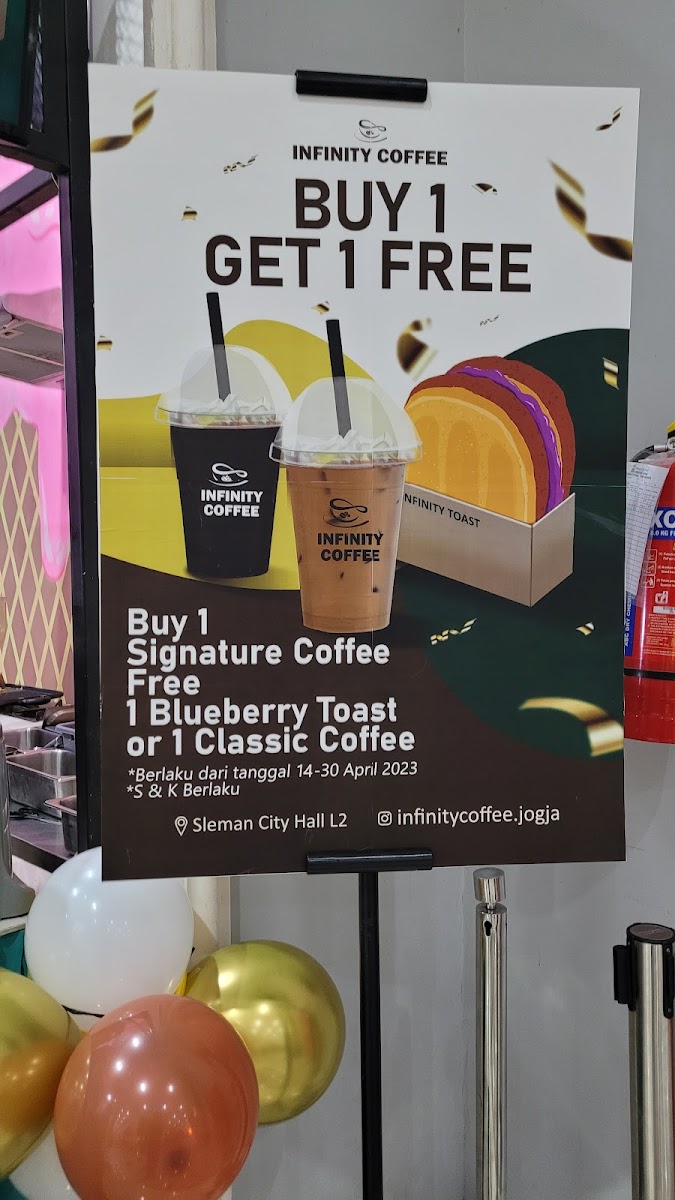 INFINITY COFFEE
BUY 1
GET 1 FREE
INFINITY
COFFEE
INFINITY
COFFEE
INFINITY TOAST
Buy 1
Signature Coffee
Free
1 Blueberry Toast
or 1 Classic Coffee
*Berlaku dari tanggal 14-30 April 2023
*S & K Berlaku
Sleman City Hall L2
infinitycoffee.jogja